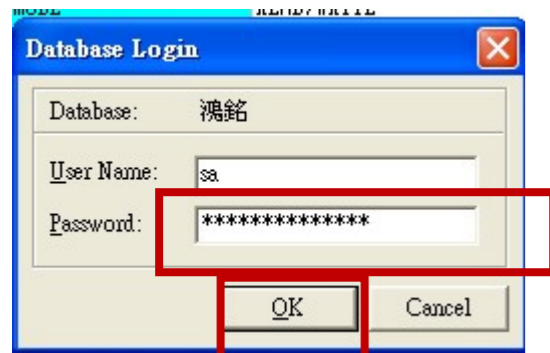 Database Login
Database: 鴻銘
User Name: sa
Password: **************
OK Cancel